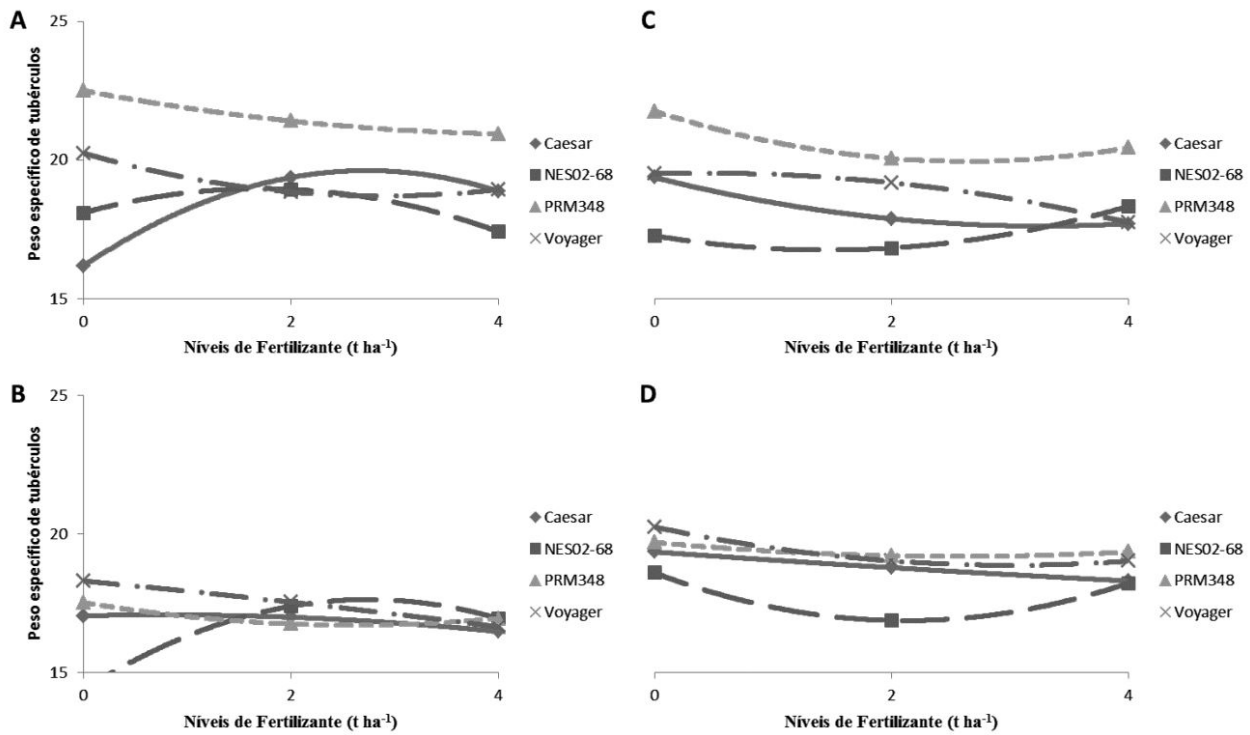 A
Peso específico de tubérculos
25
20
15
0
2
4
Níveis de Fertilizante (t ha⁻¹)
Caesar
NES02-68
PRM348
Voyager
C
0
2
4
Níveis de Fertilizante (t ha⁻¹)
Caesar
NES02-68
PRM348
Voyager
B
Peso específico de tubérculos
25
20
15
0
2
4
Níveis de Fertilizante (t ha⁻¹)
Caesar
NES02-68
PRM348
Voyager
D
0
2
4
Níveis de Fertilizante (t ha⁻¹)
Caesar
NES02-68
PRM348
Voyager